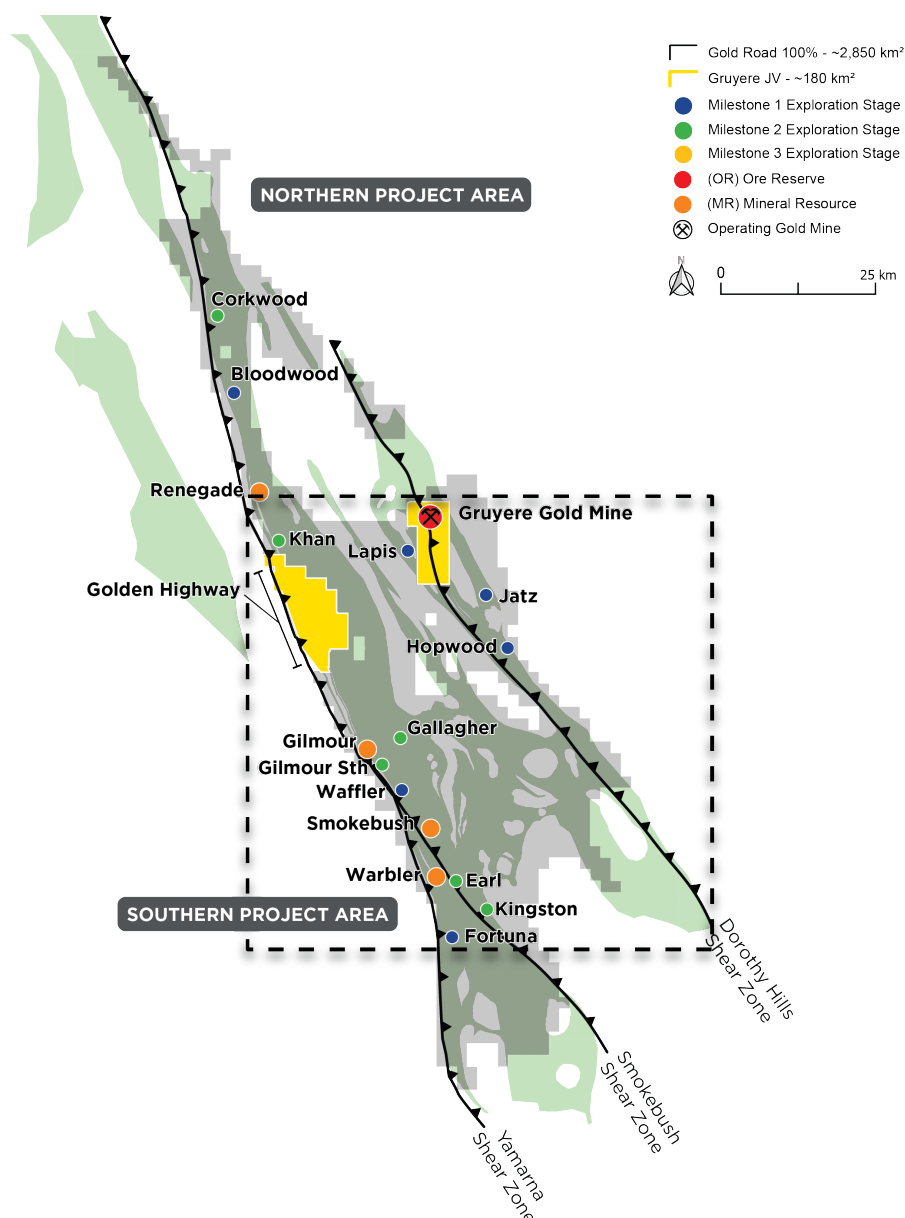 Gold Road 100% - ~2,850 km²
Gruyere JV - ~180 km²
Milestone 1 Exploration Stage
Milestone 2 Exploration Stage
Milestone 3 Exploration Stage
(OR) Ore Reserve
(MR) Mineral Resource
Operating Gold Mine
N
0
25 km
NORTHERN PROJECT AREA
Corkwood
Bloodwood
Renegade
Gruyere Gold Mine
Khan
Lapis
Golden Highway
Jatz
Hopwood
Gallagher
Gilmour
Gilmour Sth
Waffler
Smokebush
Warbler
Earl
Kingston
SOUTHERN PROJECT AREA
Fortuna
Dorothy Hills
Shear Zone
Smokebush
Shear Zone
Yamarna
Shear Zone